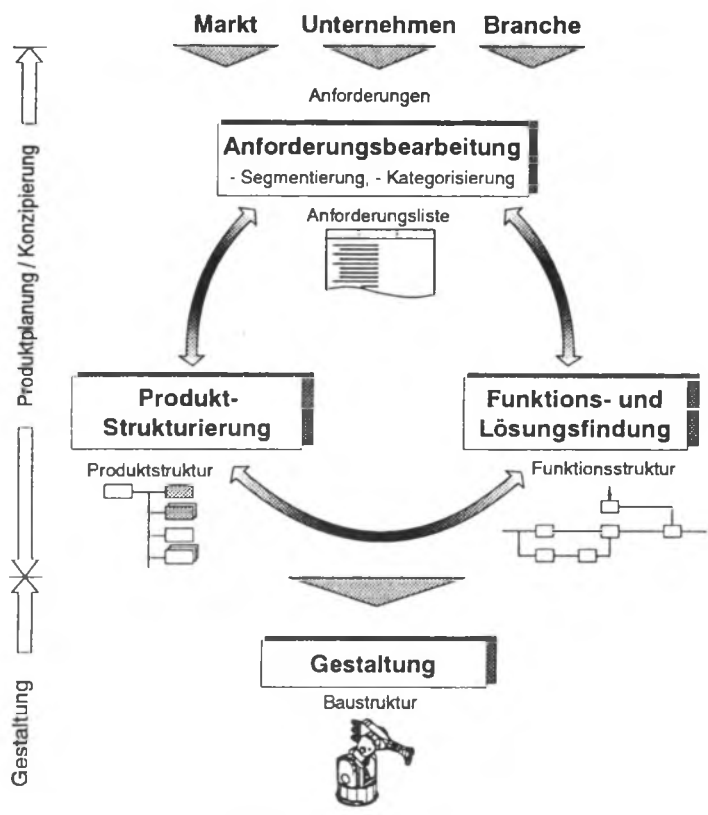 Markt Unternehmen Branche
Anforderungen
Anforderungsbearbeitung
- Segmentierung, - Kategorisierung
Anforderungsliste
Produktplanung / Konzipierung
Produkt-
Strukturierung
Produktstruktur
Funktions- und
Lösungsfindung
Funktionsstruktur
Gestaltung
Gestaltung
Baustruktur